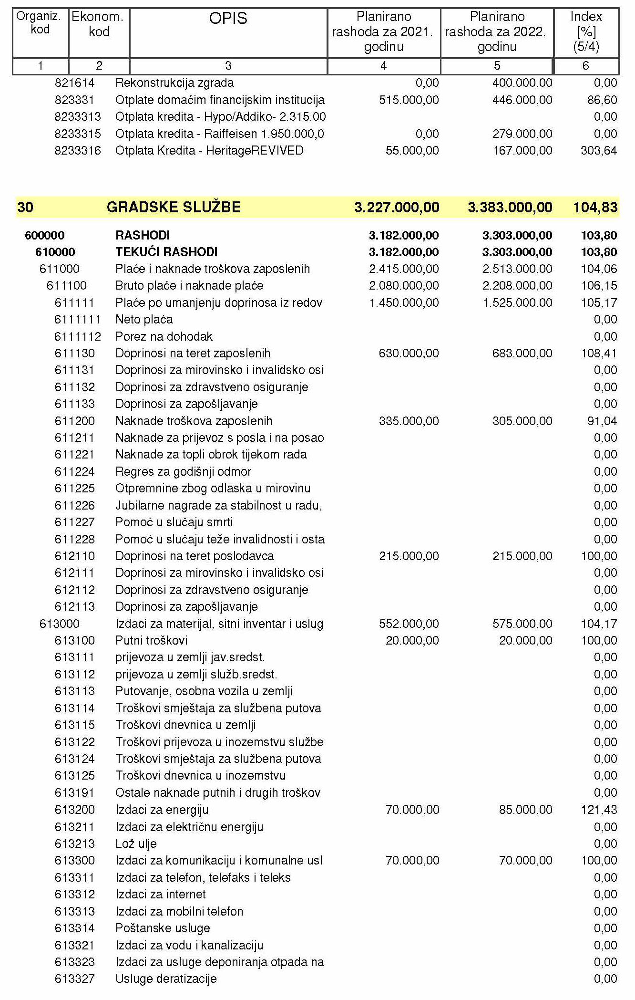 Organiz. kod Ekonom. kod OPIS Planirano rashoda za 2021. godinu Planirano rashoda za 2022. godinu Index [%] (5/4)
1 2 3 4 5 6
821614 Rekonstrukcija zgrada 0,00 400.000,00 0,00
823331 Otplate domaćim financijskim institucija 515.000,00 446.000,00 86,60
8233313 Otplata kredita - Hypo/Addiko- 2.315.00 0,00
8233315 Otplata kredita - Raiffeisen 1.950.000,0 0,00 279.000,00 0,00
8233316 Otplata Kredita - HeritageREVIVED 55.000,00 167.000,00 303,64
30 GRADSKE SLUŽBE 3.227.000,00 3.383.000,00 104,83
600000 RASHODI 3.182.000,00 3.303.000,00 103,80
610000 TEKUĆI RASHODI 3.182.000,00 3.303.000,00 103,80
611000 Plaće i naknade troškova zaposlenih 2.415.000,00 2.513.000,00 104,06
611100 Bruto plaće i naknade plaće 2.080.000,00 2.208.000,00 106,15
611111 Plaće po umanjenju doprinosa iz redov 1.450.000,00 1.525.000,00 105,17
6111111 Neto plaća 0,00
6111112 Porez na dohodak 0,00
611130 Doprinosi na teret zaposlenih 630.000,00 683.000,00 108,41
611131 Doprinosi za mirovinsko i invalidsko osi 0,00
611132 Doprinosi za zdravstveno osiguranje 0,00
611133 Doprinosi za zapošljavanje 0,00
611200 Naknade troškova zaposlenih 335.000,00 305.000,00 91,04
611211 Naknade za prijevoz s posla i na posao 0,00
611221 Naknade za topli obrok tijekom rada 0,00
611224 Regres za godišnji odmor 0,00
611225 Otpremnine zbog odlaska u mirovinu 0,00
611226 Jubilarne nagrade za stabilnost u radu, 0,00
611227 Pomoć u slučaju smrti 0,00
611228 Pomoć u slučaju teže invalidnosti i osta 0,00
612110 Doprinosi na teret poslodavca 215.000,00 215.000,00 100,00
612111 Doprinosi za mirovinsko i invalidsko osi 0,00
612112 Doprinosi za zdravstveno osiguranje 0,00
612113 Doprinosi za zapošljavanje 0,00
613000 Izdaci za materijal, sitni inventar i uslug 552.000,00 575.000,00 104,17
613100 Putni troškovi 20.000,00 20.000,00 100,00
613111 prijevoza u zemlji jav.sredst. 0,00
613112 prijevoza u zemlji služb.sredst. 0,00
613113 Putovanje, osobna vozila u zemlji 0,00
613114 Troškovi smještaja za službena putova 0,00
613115 Troškovi dnevnica u zemlji 0,00
613122 Troškovi prijevoza u inozemstvu službe 0,00
613124 Troškovi smještaja za službena putova 0,00
613125 Troškovi dnevnica u inozemstvu 0,00
613191 Ostale naknade putnih i drugih troškov 0,00
613200 Izdaci za energiju 70.000,00 85.000,00 121,43
613211 Izdaci za električnu energiju 0,00
613213 Lož ulje 0,00
613300 Izdaci za komunikaciju i komunalne usl 70.000,00 70.000,00 100,00
613311 Izdaci za telefon, telefaks i teleks 0,00
613312 Izdaci za internet 0,00
613313 Izdaci za mobilni telefon 0,00
613314 Poštanske usluge 0,00
613321 Izdaci za vodu i kanalizaciju 0,00
613323 Izdaci za usluge deponiranja otpada na 0,00
613327 Usluge deratizacije 0,00